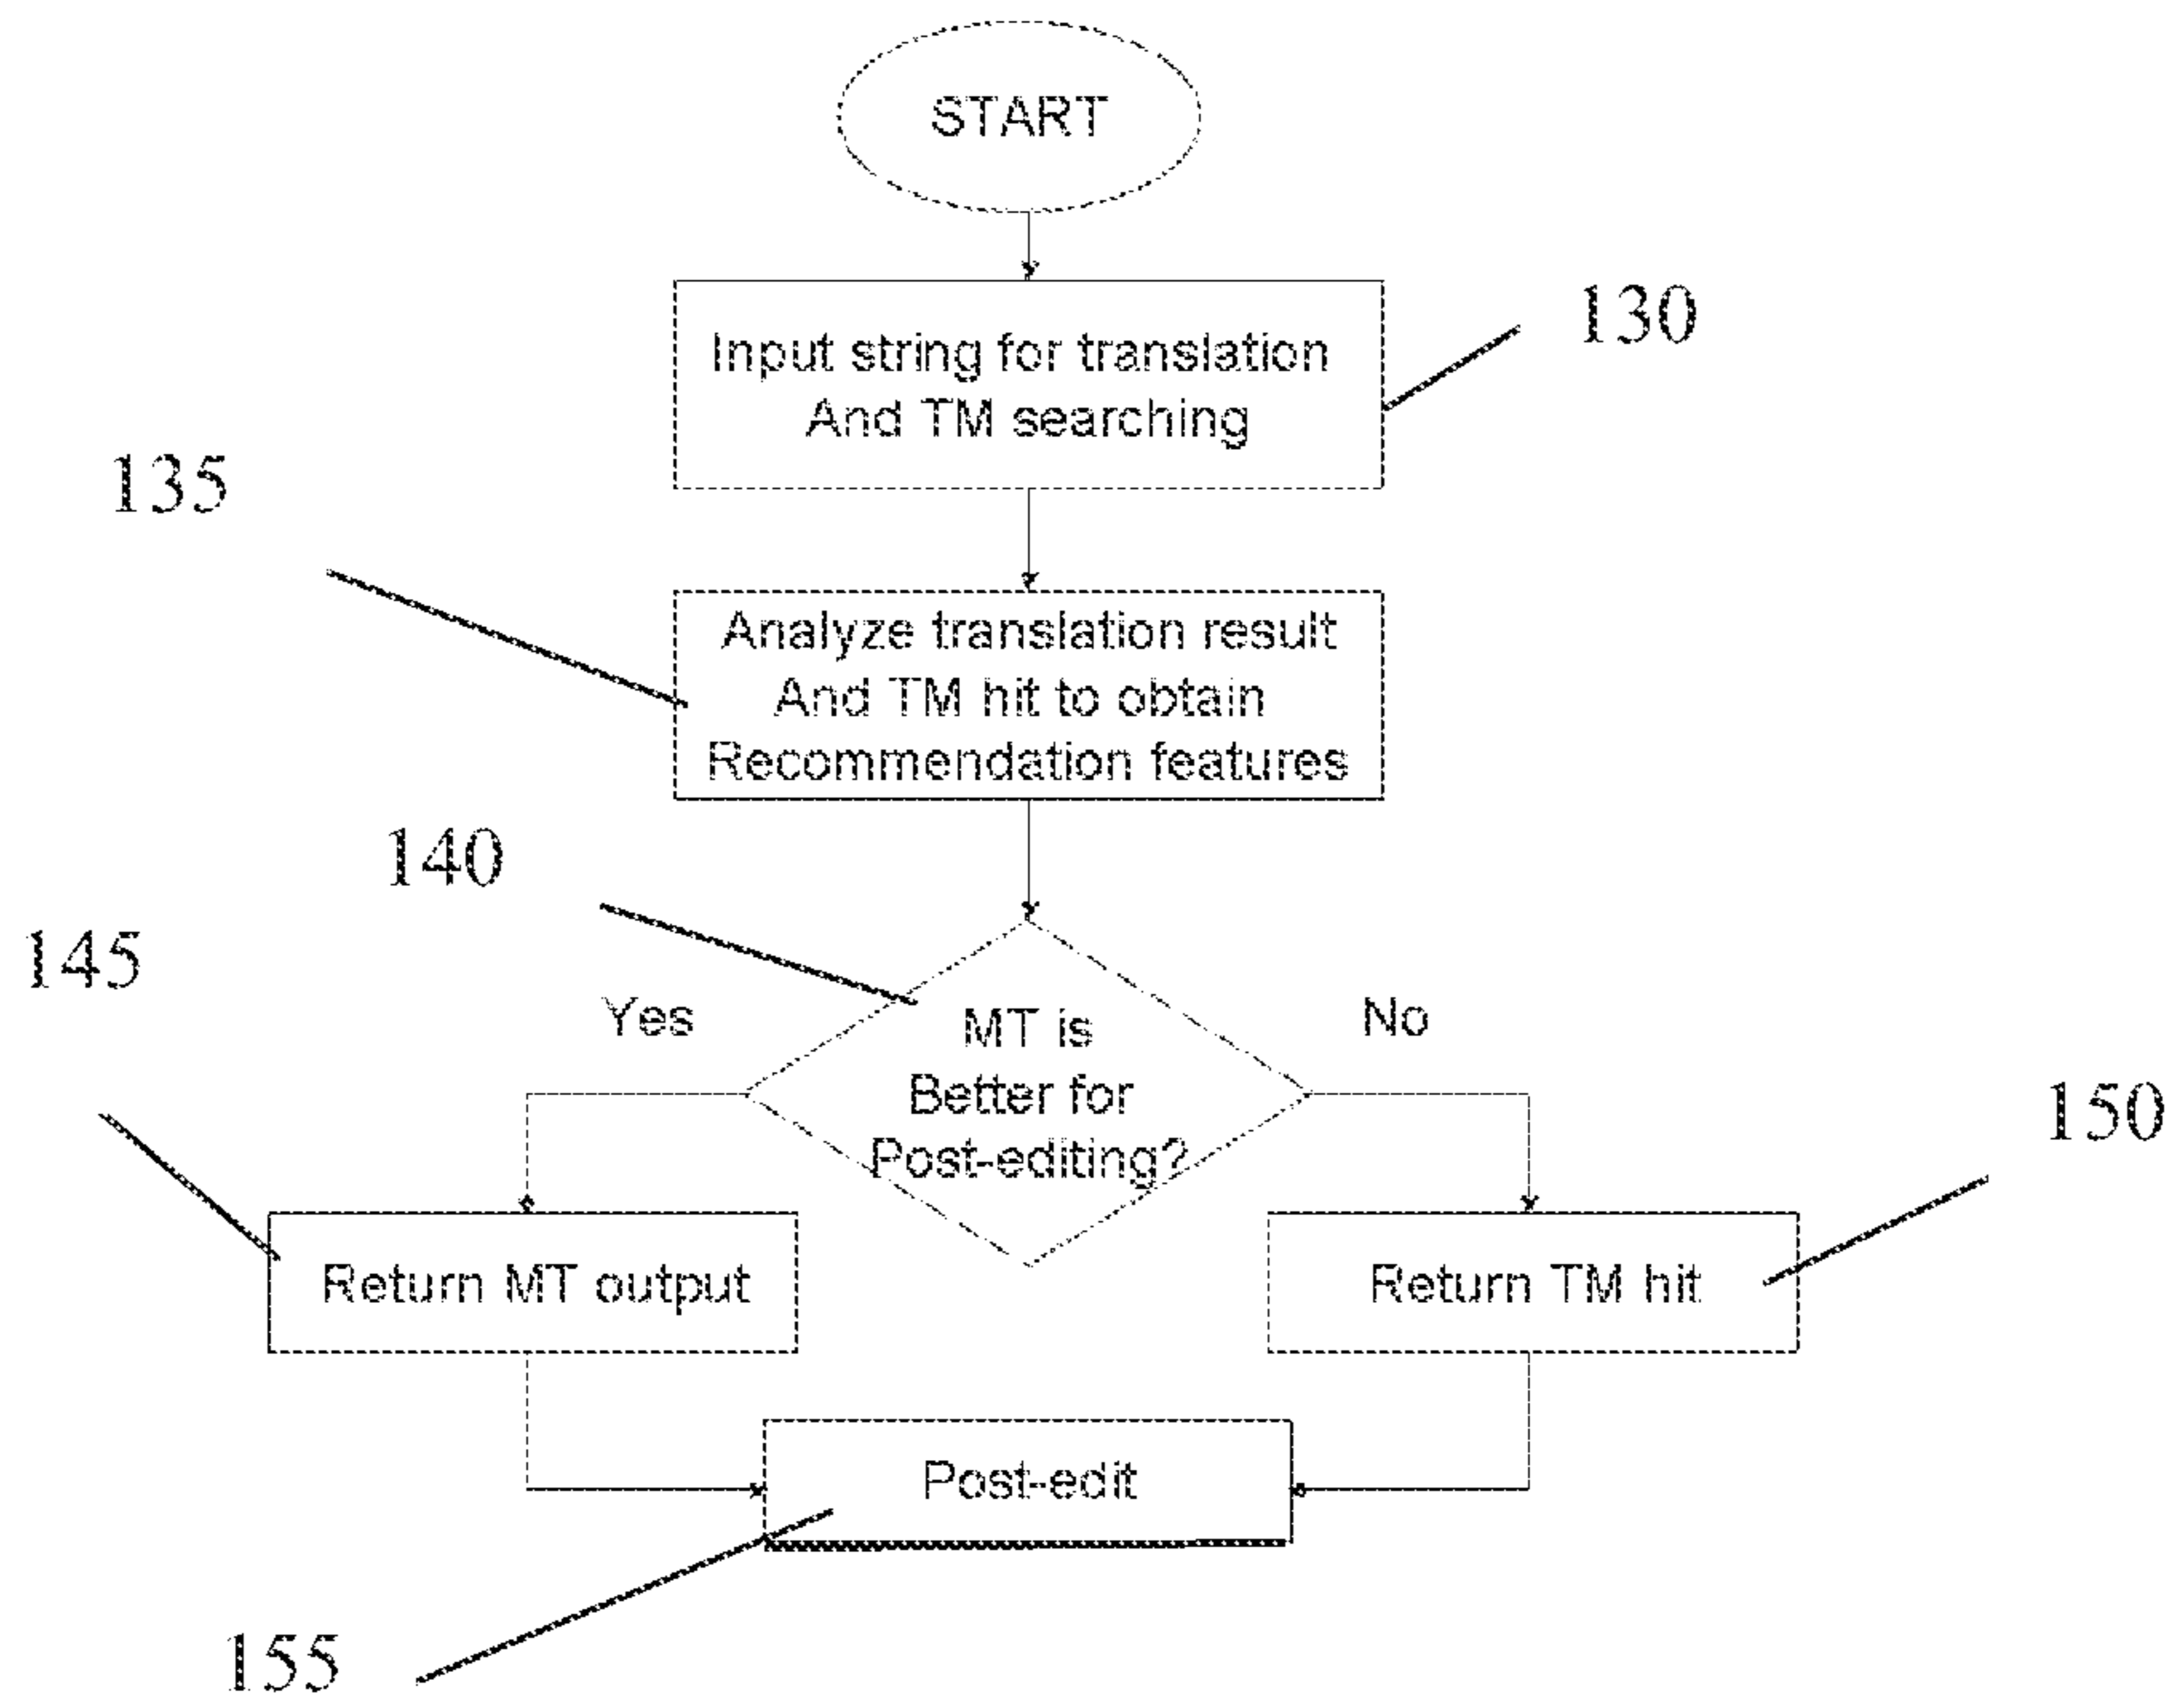 START
130
Input string for translation
And TM searching
135
Analyze translation result
And TM hit to obtain
Recommendation features
140
145
Yes
No
MT is
Better for
Post-editing?
150
Return MT output
Return TM hit
Post-edit
155